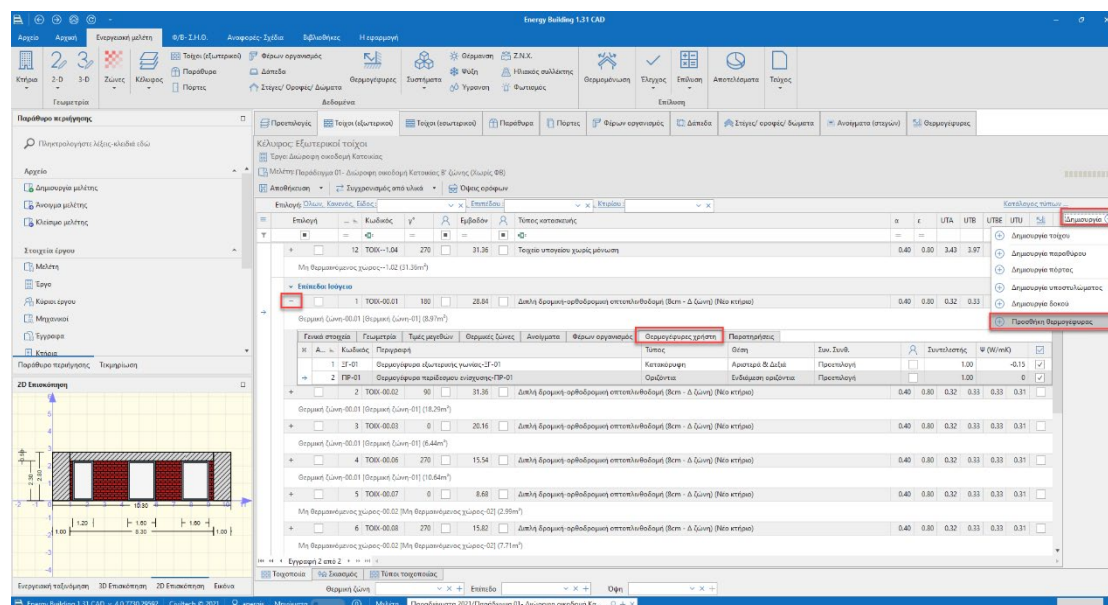 Energy Building 1.31 CAD
Αρχείο Αρχική Ενεργειακή μελέτη Φ/Β- Σ.Η.Ο. Αναφορές- Σχέδια Βιβλιοθήκες Η εφαρμογή
Κτήρια 2-D 3-D Ζώνες Κέλυφος Τοίχοι (εξωτερικοί) Παράθυρα Πόρτες Φέρων οργανισμός Δάπεδα Στέγες/ Οροφές/ Δώματα Θερμογέφυρες Συστήματα Θέρμανση Ψύξη Ύγρανση Ζ.Ν.Χ. Ηλιακός συλλέκτης Φωτισμός Θερμομόνωση Έλεγχος Επίλυση Αποτελέσματα Τεύχος
Γεωμετρία Δεδομένα Επίλυση
Παράθυρο περιήγησης
Πληκτρολογήστε λέξεις-κλειδιά εδώ
Αρχείο
Δημιουργία μελέτης
Άνοιγμα μελέτης
Κλείσιμο μελέτης
Στοιχεία έργου
Μελέτη
Έργο
Κύριοι έργου
Μηχανικοί
Έγγραφα
Κτήρια
Παράθυρο περιήγησης Τεκμηρίωση
2D Επισκόπηση
10.30
1.20 1.60 1.60
1.00 8.30 1.00
Ενεργειακή ταξινόμηση 3D Επισκόπηση 2D Επισκόπηση Εικόνα
Προεπιλογές Τοίχοι (εξωτερικοί) Τοίχοι (εσωτερικοί) Παράθυρα Πόρτες Φέρων οργανισμός Δάπεδα Στέγες/ οροφές/ δώματα Ανοίγματα (στεγών) Θερμογέφυρες
Κέλυφος: Εξωτερικοί τοίχοι
Έργο: Διώροφη οικοδομή Κατοικίας
Μελέτη: Παράδειγμα 01- Διώροφη οικοδομή Κατοικίας Β' ζώνης (Χωρίς ΦΒ)
Αποθήκευση Συγχρονισμός από υλικά Όψεις ορόφων
Επιλογή: Όλων, Κανενός, Είδος: Επιπέδου: Κτιρίου: Κατάλογος τύπων ...
Επιλογή Κωδικός γ° Εμβαδόν Τύπος κατασκευής α ε UTA UTB UTBE UTU Δημιουργία
Δημιουργία τοίχου
Δημιουργία παραθύρου
Δημιουργία πόρτας
Δημιουργία υποστυλώματος
Δημιουργία δοκού
Προσθήκη θερμογέφυρας
12 ΤΟΙΧ--1.04 270 31.36 Τοιχείο υπογείου χωρίς μόνωση 0.40 0.80 3.43 3.97
Μη θερμαινόμενος χώρος--1.02 (31.36m²)
Επίπεδο: Ισόγειο
1 ΤΟΙΧ-00.01 180 28.84 Διπλή δρομική-ορθοδρομική οπτοπλινθοδομή (8cm - Δ ζώνη) (Νέο κτήριο) 0.40 0.80 0.32 0.33
Θερμική ζώνη-00.01 [Θερμική ζώνη-01] (8.97m²)
Γενικά στοιχεία Γεωμετρία Τιμές μεγεθών Θερμικές ζώνες Ανοίγματα Φέρων οργανισμός Θερμογέφυρες χρήστη Παρατηρήσεις
Α... Κωδικός Περιγραφή Τύπος Θέση Συν. Συνθ. Συντελεστής Ψ (W/mK)
1 ΞΓ-01 Θερμογέφυρα εξωτερικής γωνίας-ΞΓ-01 Κατακόρυφη Αριστερά & Δεξιά Προεπιλογή 1.00 -0.15
2 ΠΡ-01 Θερμογέφυρα περίδεσμου ενίσχυσης-ΠΡ-01 Οριζόντια Ενδιάμεση οριζόντια Προεπιλογή 1.00 0
2 ΤΟΙΧ-00.02 90 31.36 Διπλή δρομική-ορθοδρομική οπτοπλινθοδομή (8cm - Δ ζώνη) (Νέο κτήριο) 0.40 0.80 0.32 0.33 0.33 0.31
Θερμική ζώνη-00.01 [Θερμική ζώνη-01] (18.29m²)
3 ΤΟΙΧ-00.03 0 20.16 Διπλή δρομική-ορθοδρομική οπτοπλινθοδομή (8cm - Δ ζώνη) (Νέο κτήριο) 0.40 0.80 0.32 0.33 0.33 0.31
Θερμική ζώνη-00.01 [Θερμική ζώνη-01] (6.44m²)
4 ΤΟΙΧ-00.06 270 15.54 Διπλή δρομική-ορθοδρομική οπτοπλινθοδομή (8cm - Δ ζώνη) (Νέο κτήριο) 0.40 0.80 0.32 0.33 0.33 0.31
Θερμική ζώνη-00.01 [Θερμική ζώνη-01] (10.64m²)
5 ΤΟΙΧ-00.07 0 8.68 Διπλή δρομική-ορθοδρομική οπτοπλινθοδομή (8cm - Δ ζώνη) (Νέο κτήριο) 0.40 0.80 0.32 0.33 0.33 0.31
Μη θερμαινόμενος χώρος-00.02 [Μη θερμαινόμενος χώρος-02] (2.99m²)
6 ΤΟΙΧ-00.08 270 15.82 Διπλή δρομική-ορθοδρομική οπτοπλινθοδομή (8cm - Δ ζώνη) (Νέο κτήριο) 0.40 0.80 0.32 0.33 0.33 0.31
Μη θερμαινόμενος χώρος-00.02 [Μη θερμαινόμενος χώρος-02] (7.71m²)
Εγγραφή 2 από 2
Τοιχοποιία Σκιασμός Τύποι τοιχοποιίας
Θερμική ζώνη Επίπεδο Όψη